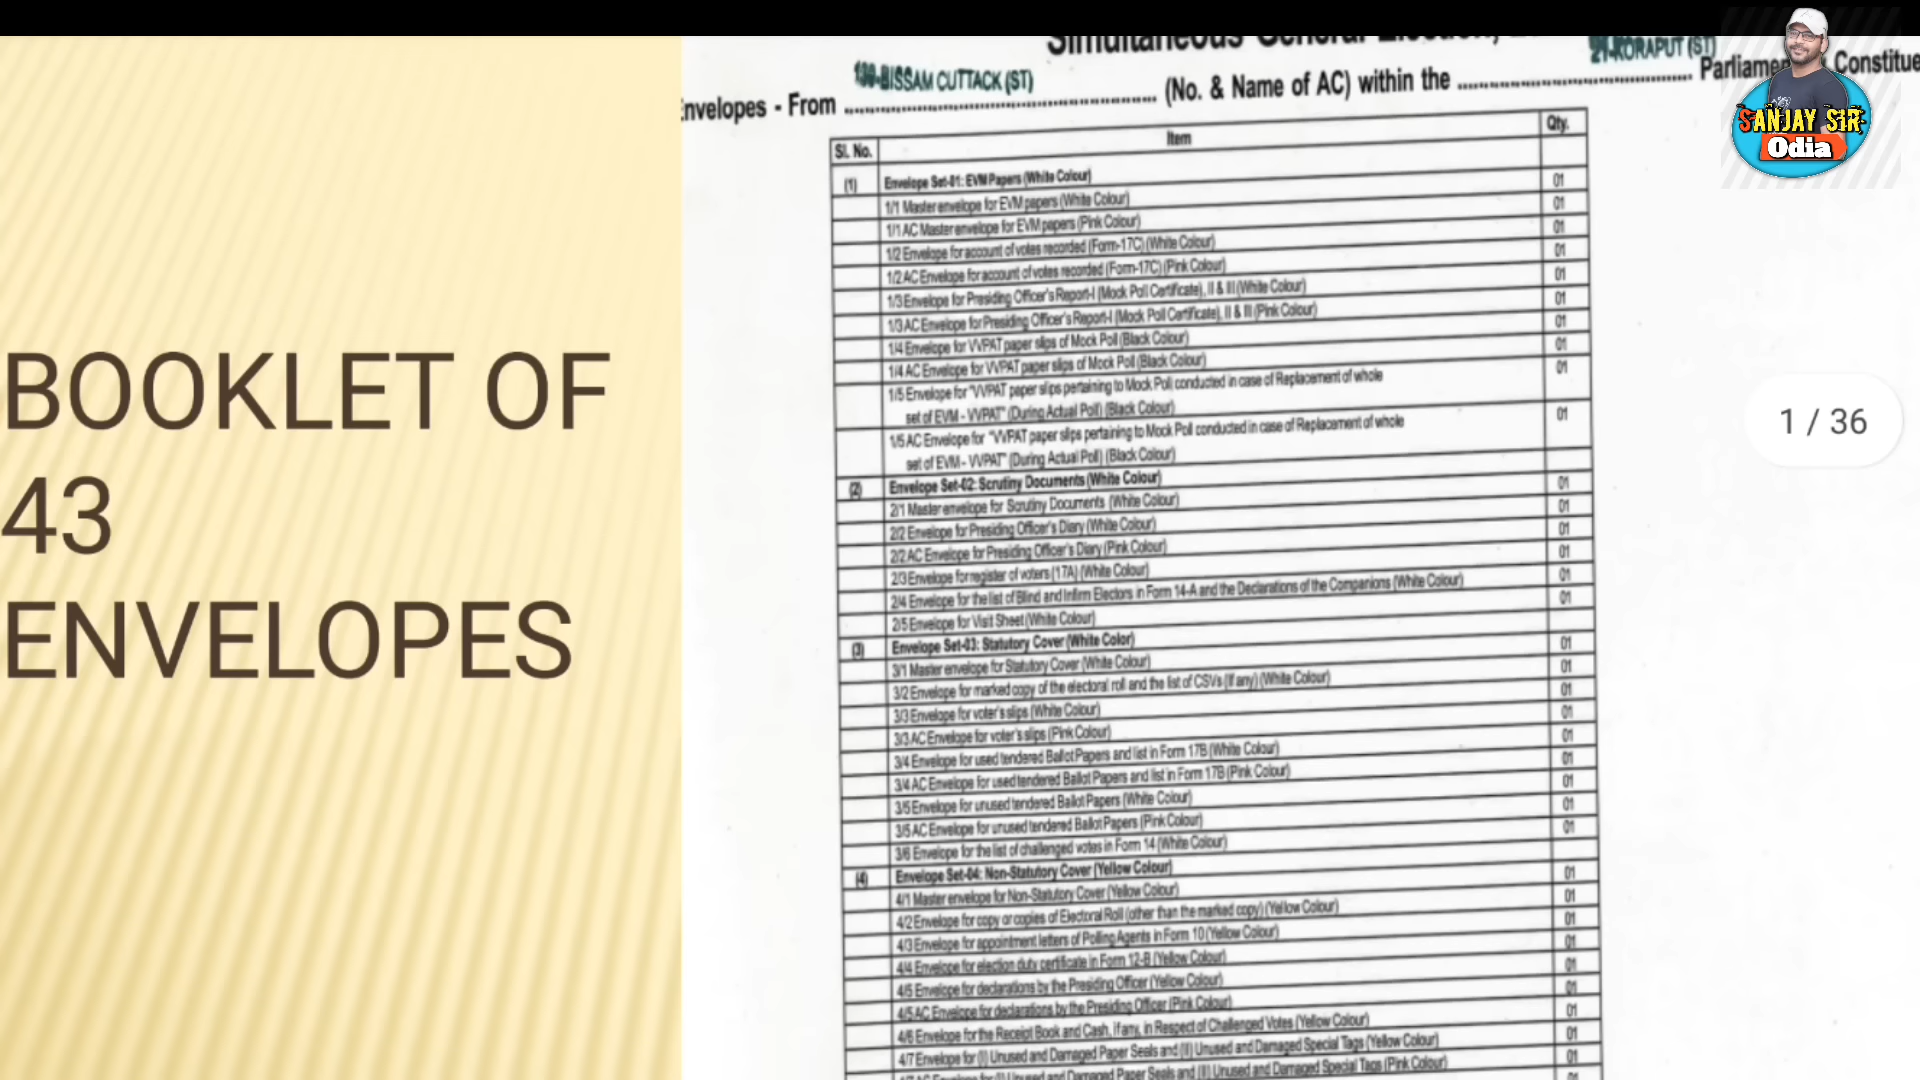 BOOKLET OF
43
ENVELOPES
Simultaneous General Election,
139-BISSAM CUTTACK (ST)
21-KORAPUT (ST)
Envelopes - From ........ (No. & Name of AC) within the ........ Parliamen Constitue
SANJAY SIR
Odia
1 / 36
Sl. No. Item Qty.
(1) Envelope Set-01: EVM Papers (White Colour)
1/1 Master envelope for EVM papers (White Colour) 01
1/1 AC Master envelope for EVM papers (Pink Colour) 01
1/2 Envelope for account of votes recorded (Form-17C) (White Colour) 01
1/2 AC Envelope for account of votes recorded (Form-17C) (Pink Colour) 01
1/3 Envelope for Presiding Officer's Report-I (Mock Poll Certificate), II & III (White Colour) 01
1/3 AC Envelope for Presiding Officer's Report-I (Mock Poll Certificate), II & III (Pink Colour) 01
1/4 Envelope for VVPAT paper slips of Mock Poll (Black Colour) 01
1/4 AC Envelope for VVPAT paper slips of Mock Poll (Black Colour) 01
1/5 Envelope for "VVPAT paper slips pertaining to Mock Poll conducted in case of Replacement of whole 01
set of EVM - VVPAT" (During Actual Poll) (Black Colour)
1/5 AC Envelope for "VVPAT paper slips pertaining to Mock Poll conducted in case of Replacement of whole 01
set of EVM - VVPAT" (During Actual Poll) (Black Colour)
(2) Envelope Set-02: Scrutiny Documents (White Colour)
2/1 Master envelope for Scrutiny Documents (White Colour) 01
2/2 Envelope for Presiding Officer's Diary (White Colour) 01
2/2 AC Envelope for Presiding Officer's Diary (Pink Colour) 01
2/3 Envelope for register of voters (17A) (White Colour) 01
2/4 Envelope for the list of Blind and Infirm Electors in Form 14-A and the Declarations of the Companions (White Colour) 01
2/5 Envelope for Visit Sheet (White Colour) 01
(3) Envelope Set-03: Statutory Cover (White Color)
3/1 Master envelope for Statutory Cover (White Colour) 01
3/2 Envelope for marked copy of the electoral roll and the list of CSVs (If any) (White Colour) 01
3/3 Envelope for voter's slips (White Colour) 01
3/3 AC Envelope for voter's slips (Pink Colour) 01
3/4 Envelope for used tendered Ballot Papers and list in Form 17B (White Colour) 01
3/4 AC Envelope for used tendered Ballot Papers and list in Form 17B (Pink Colour) 01
3/5 Envelope for unused tendered Ballot Papers (White Colour) 01
3/5 AC Envelope for unused tendered Ballot Papers (Pink Colour) 01
3/6 Envelope for the list of challenged votes in Form 14 (White Colour) 01
(4) Envelope Set-04: Non-Statutory Cover (Yellow Colour)
4/1 Master envelope for Non-Statutory Cover (Yellow Colour) 01
4/2 Envelope for copy or copies of Electoral Roll (other than the marked copy) (Yellow Colour) 01
4/3 Envelope for appointment letters of Polling Agents in Form 10 (Yellow Colour) 01
4/4 Envelope for election duty certificate in Form 12-B (Yellow Colour) 01
4/5 Envelope for declarations by the Presiding Officer (Yellow Colour) 01
4/5 AC Envelope for declarations by the Presiding Officer (Pink Colour) 01
4/6 Envelope for the Receipt Book and Cash, if any, in Respect of Challenged Votes (Yellow Colour) 01
4/7 Envelope for (I) Unused and Damaged Paper Seals and (II) Unused and Damaged Special Tags (Yellow Colour) 01
4/7 AC Envelope for (I) Unused and Damaged Paper Seals and (II) Unused and Damaged Special Tags (Pink Colour) 01